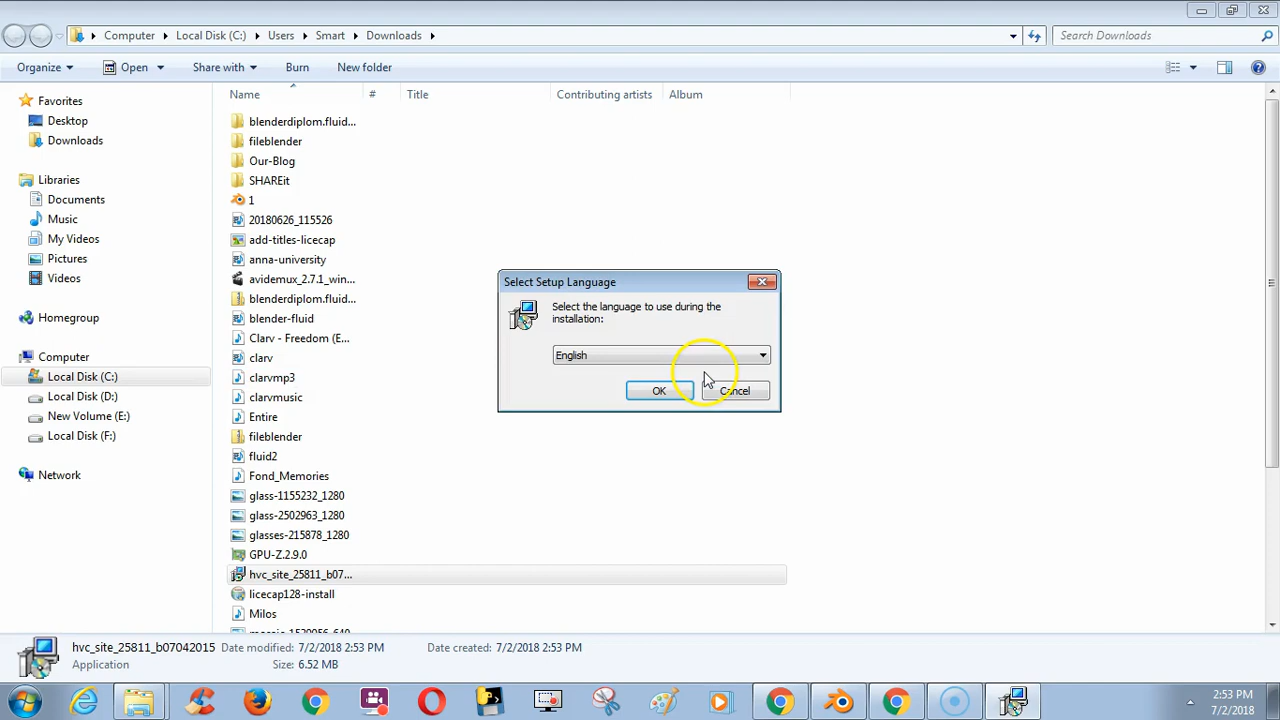 Computer
Local Disk (C:)
Users
Smart
Downloads
Search Downloads
Organize
Open
Share with
Burn
New folder
Name
#
Title
Contributing artists
Album
Favorites
Desktop
Downloads
Libraries
Documents
Music
My Videos
Pictures
Videos
Homegroup
Computer
Local Disk (C:)
Local Disk (D:)
New Volume (E:)
Local Disk (F:)
Network
blenderdiplom.fluid...
fileblender
Our-Blog
SHAREit
1
20180626_115526
add-titles-licecap
anna-university
avidemux_2.7.1_win...
blenderdiplom.fluid...
blender-fluid
Clarv - Freedom (E...
clarv
clarvmp3
clarvmusic
Entire
fileblender
fluid2
Fond_Memories
glass-1155232_1280
glass-2502963_1280
glasses-215878_1280
GPU-Z.2.9.0
hvc_site_25811_b07...
licecap128-install
Milos
Select Setup Language
Select the language to use during the
installation:
English
OK
Cancel
hvc_site_25811_b07042015
Date modified: 7/2/2018 2:53 PM
Date created: 7/2/2018 2:53 PM
Application
Size: 6.52 MB
2:53 PM
7/2/2018